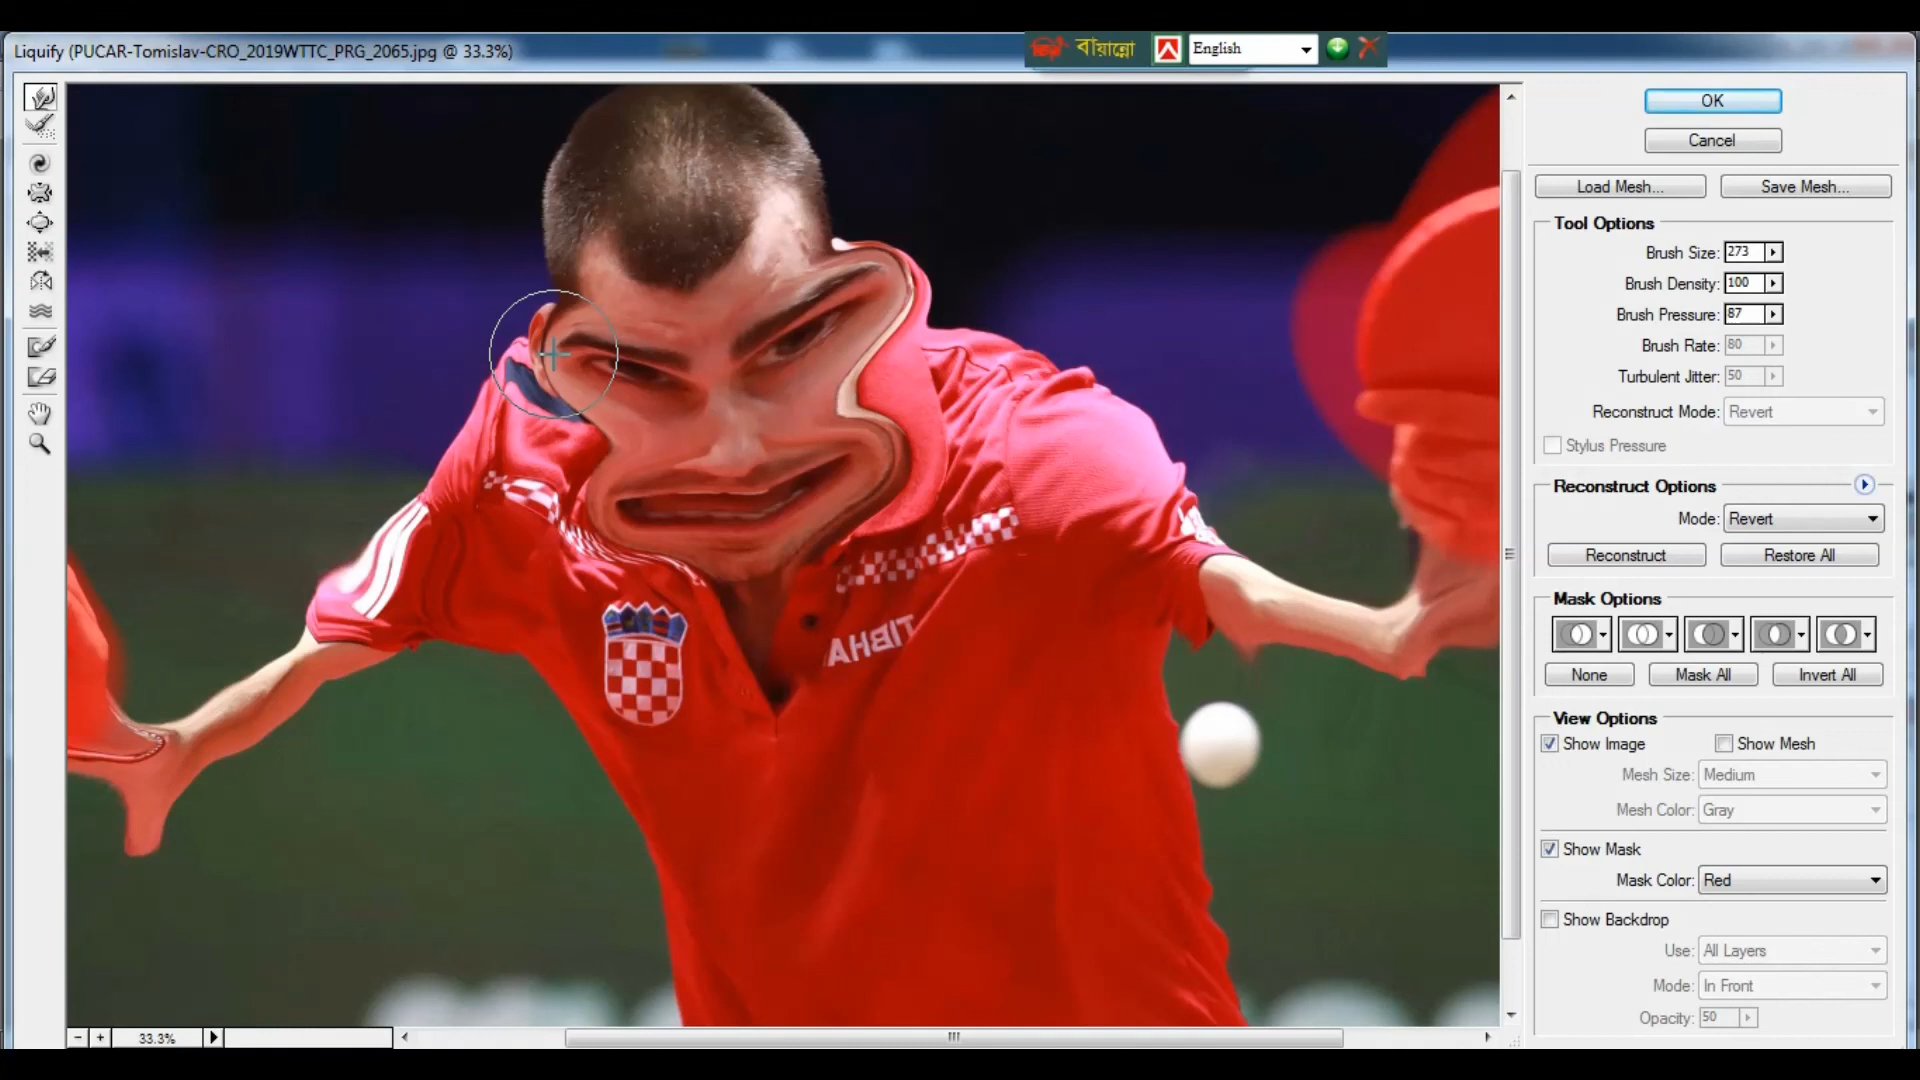 Liquify (PUCAR-Tomislav-CRO_2019WTTC_PRG_2065.jpg @ 33.3%)
বায়ান্নো
English
OK
Cancel
Load Mesh...
Save Mesh...
Tool Options
Brush Size: 273
Brush Density: 100
Brush Pressure: 87
Brush Rate: 80
Turbulent Jitter: 50
Reconstruct Mode: Revert
Stylus Pressure
Reconstruct Options
Mode: Revert
Reconstruct
Restore All
Mask Options
None
Mask All
Invert All
View Options
Show Image
Show Mesh
Mesh Size: Medium
Mesh Color: Gray
Show Mask
Mask Color: Red
Show Backdrop
Use: All Layers
Mode: In Front
Opacity: 50
TIBHAR
33.3%